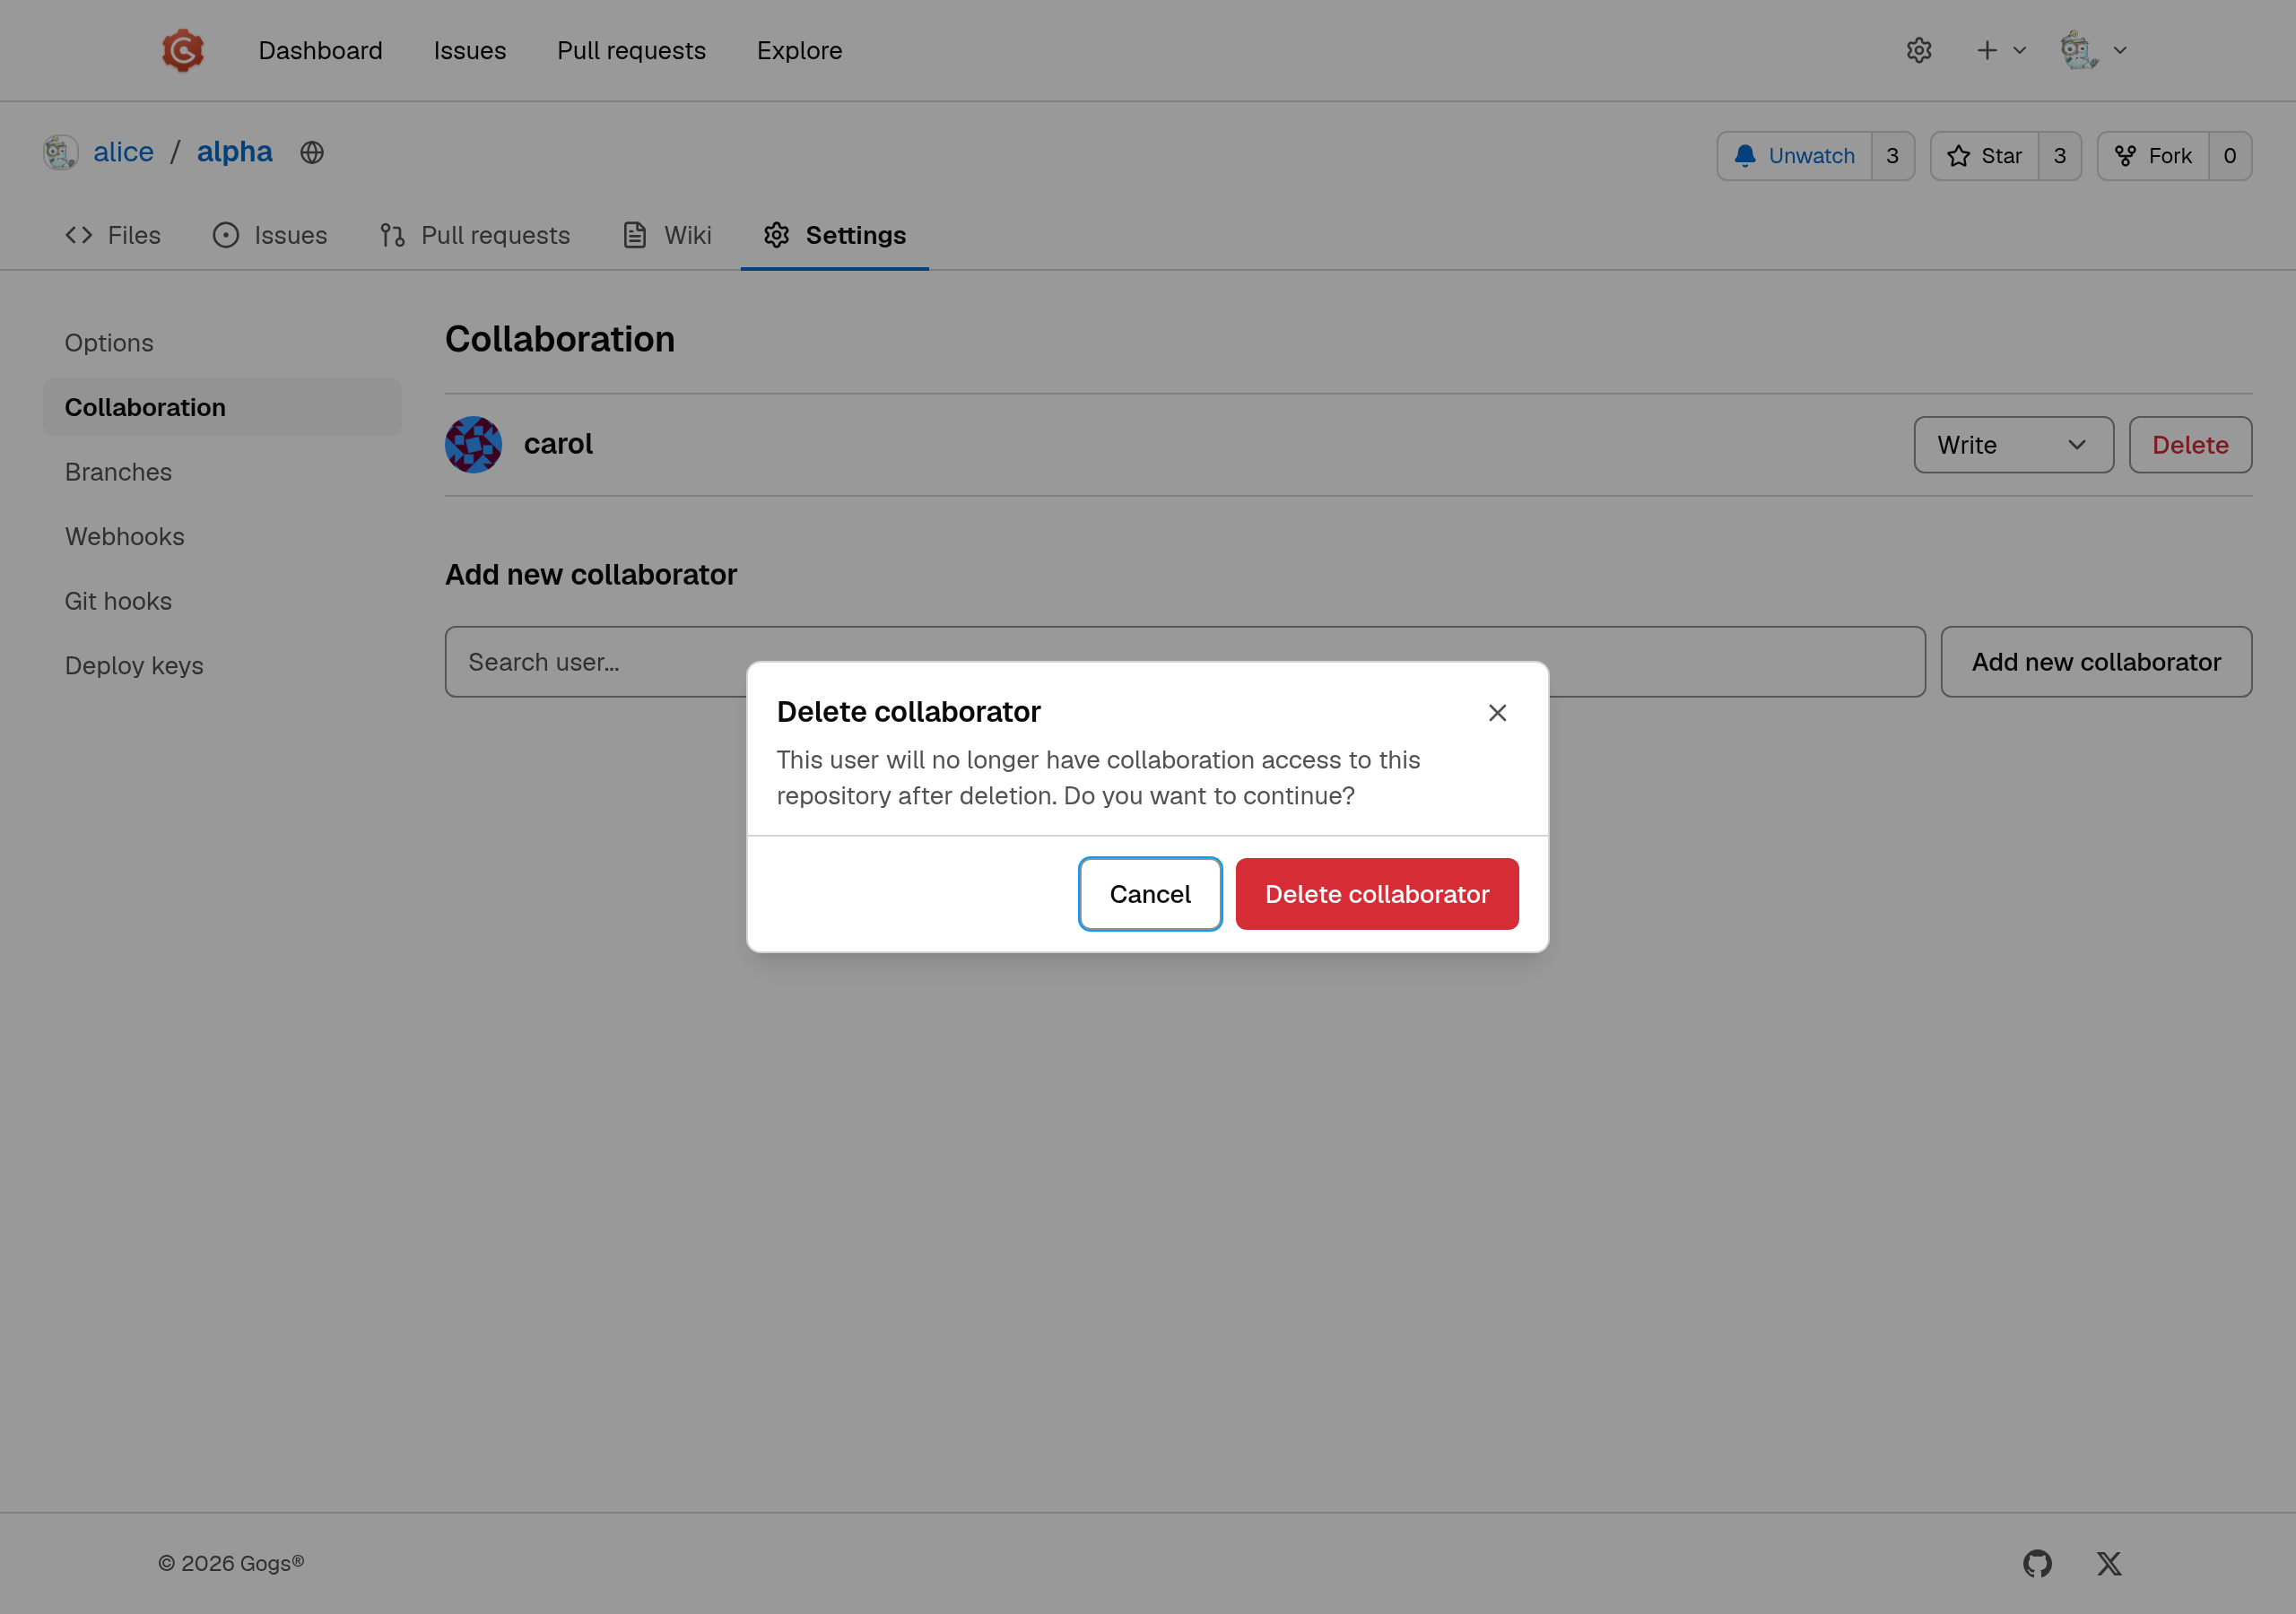 Dashboard Issues Pull requests Explore
alice / alpha
Unwatch 3 Star 3 Fork 0
Files Issues Pull requests Wiki Settings
Options
Collaboration
Branches
Webhooks
Git hooks
Deploy keys
Collaboration
carol
Write Delete
Add new collaborator
Search user...
Add new collaborator
Delete collaborator
This user will no longer have collaboration access to this
repository after deletion. Do you want to continue?
Cancel Delete collaborator
© 2026 Gogs®